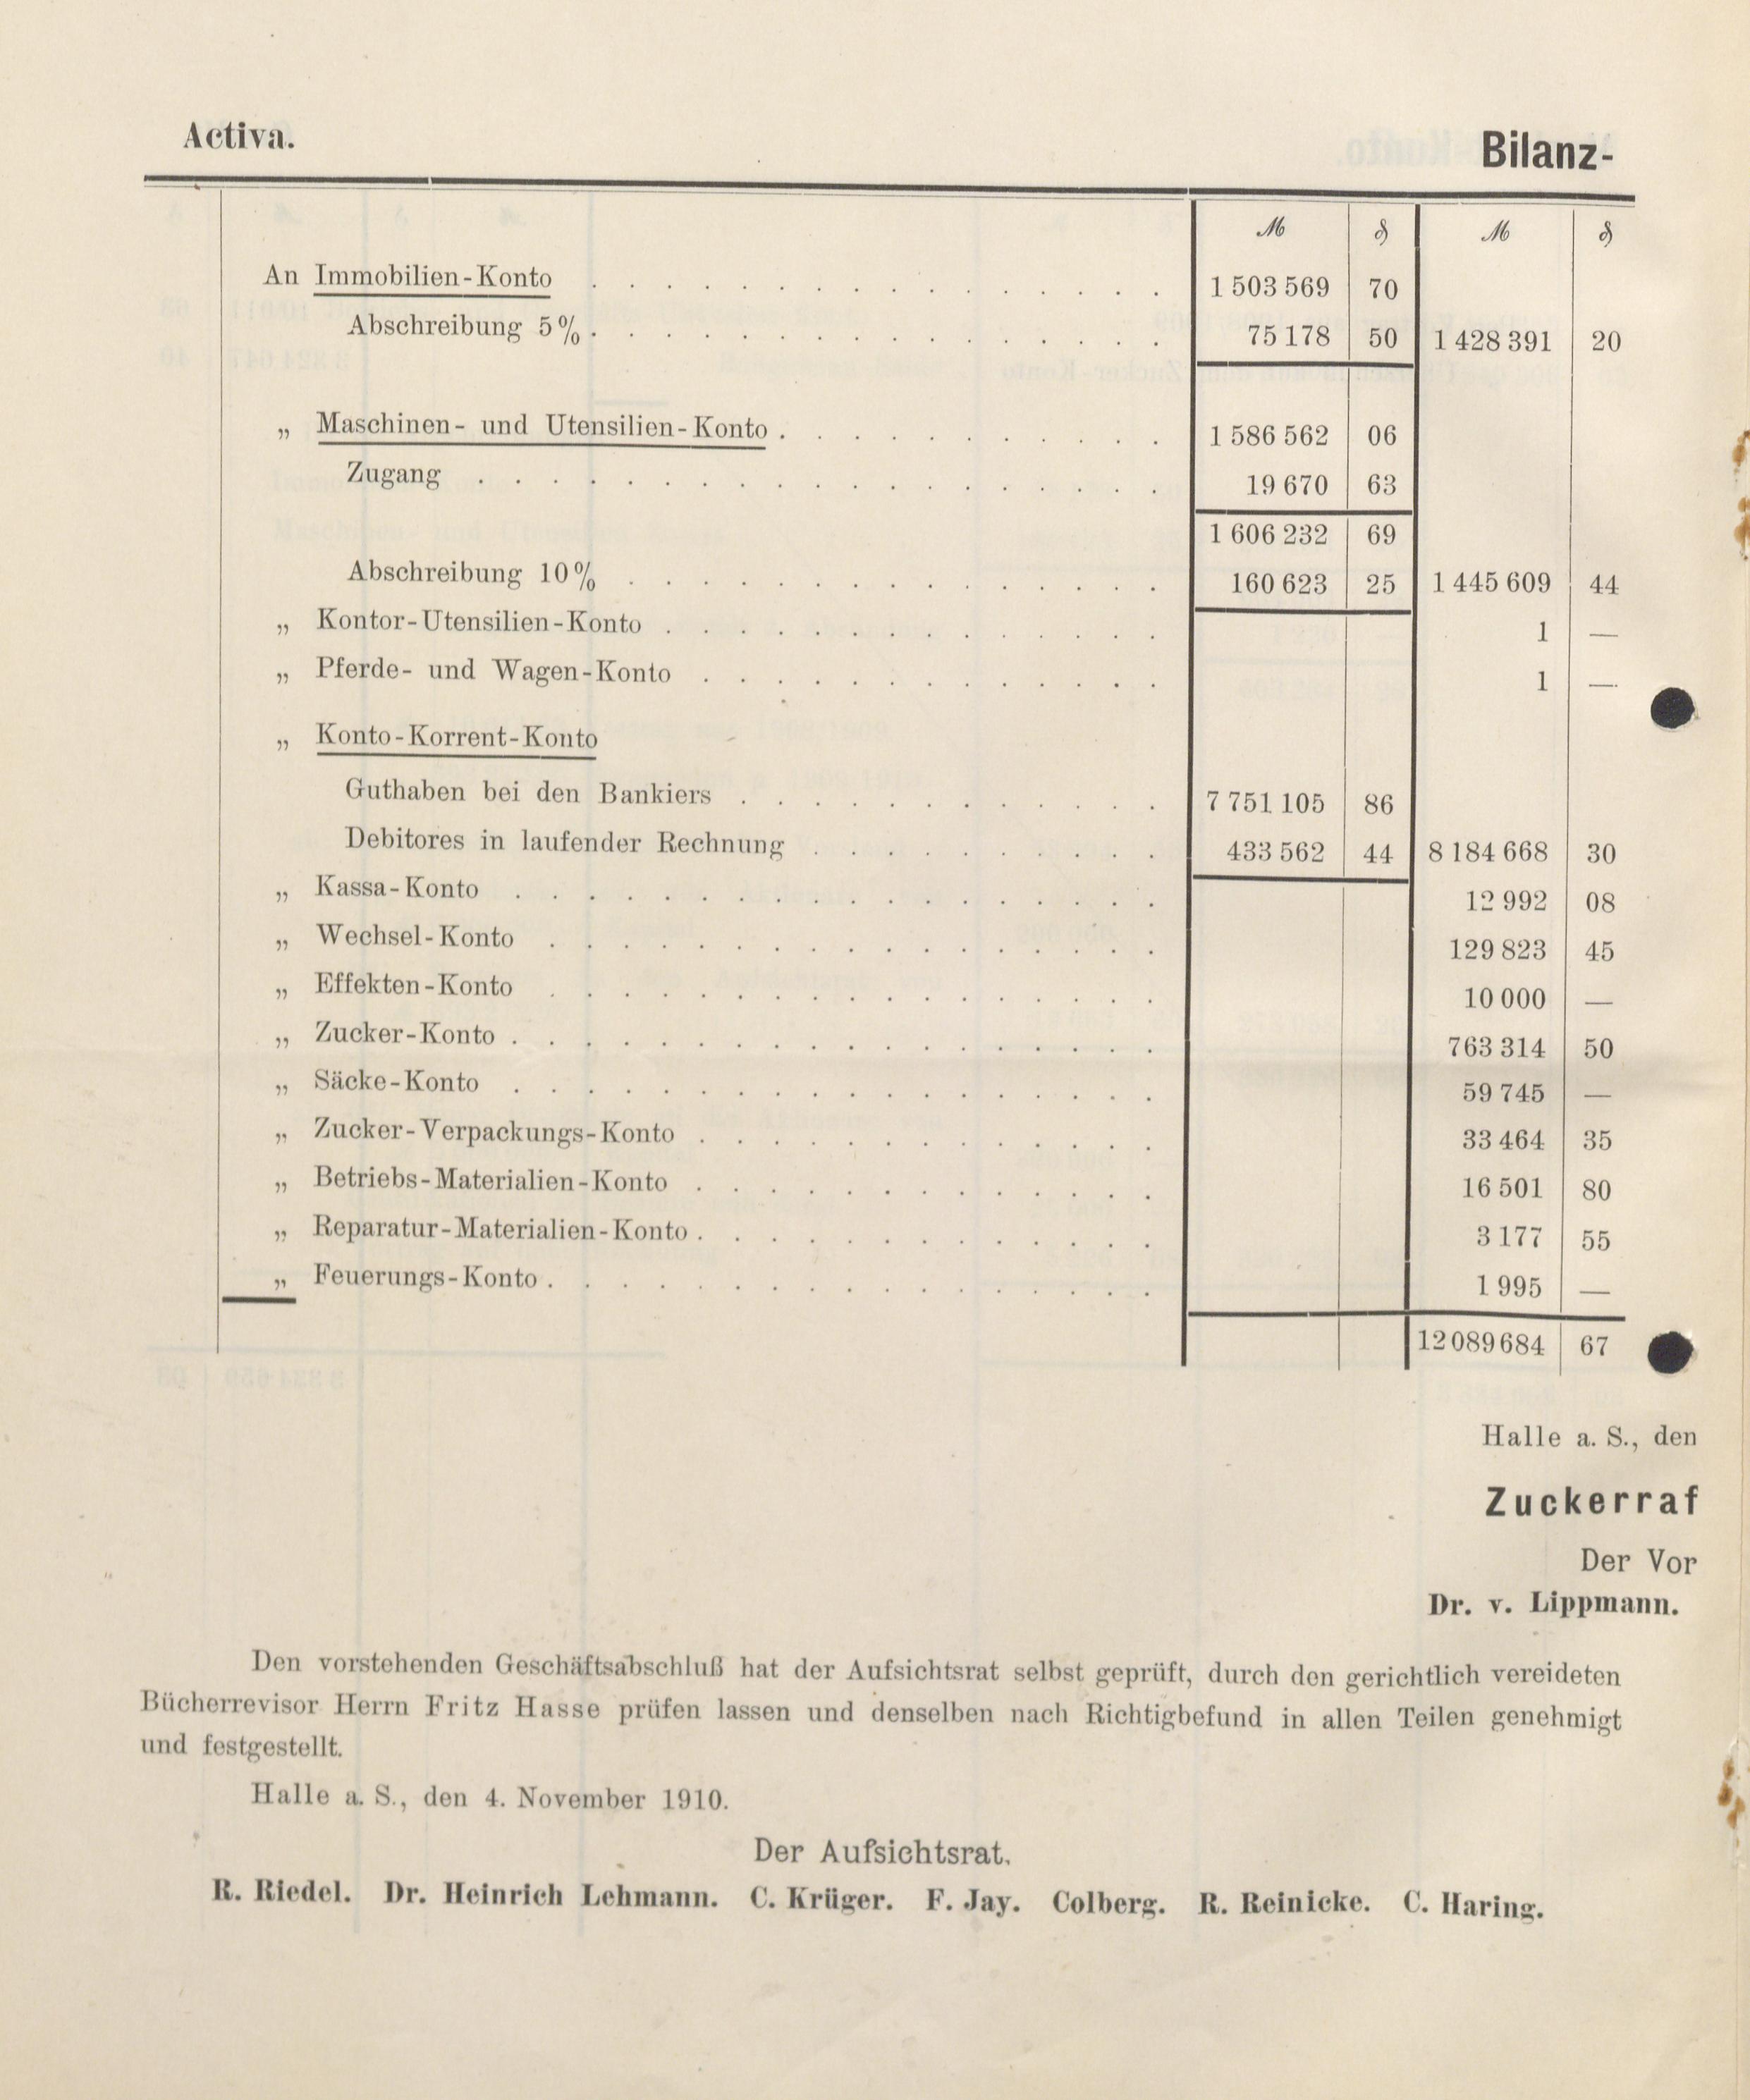 Activa.
Bilanz-
ℳ ₰ ℳ ₰
An Immobilien-Konto . . . . . . . . . . . . . . . . 1 503 569 70
Abschreibung 5% . . . . . . . . . . . . . . . . 75 178 50 1 428 391 20
„ Maschinen- und Utensilien-Konto . . . . . . . . . . . 1 586 562 06
Zugang . . . . . . . . . . . . . . . . . . . 19 670 63
1 606 232 69
Abschreibung 10% . . . . . . . . . . . . . . . 160 623 25 1 445 609 44
„ Kontor-Utensilien-Konto . . . . . . . . . . . . . . 1 —
„ Pferde- und Wagen-Konto . . . . . . . . . . . . . 1 —
„ Konto-Korrent-Konto
Guthaben bei den Bankiers . . . . . . . . . . . . 7 751 105 86
Debitores in laufender Rechnung . . . . . . . . . . 433 562 44 8 184 668 30
„ Kassa-Konto . . . . . . . . . . . . . . . . . . 12 992 08
„ Wechsel-Konto . . . . . . . . . . . . . . . . . 129 823 45
„ Effekten-Konto . . . . . . . . . . . . . . . . . 10 000 —
„ Zucker-Konto . . . . . . . . . . . . . . . . . . 763 314 50
„ Säcke-Konto . . . . . . . . . . . . . . . . . . 59 745 —
„ Zucker-Verpackungs-Konto . . . . . . . . . . . . . 33 464 35
„ Betriebs-Materialien-Konto . . . . . . . . . . . . . 16 501 80
„ Reparatur-Materialien-Konto . . . . . . . . . . . . . 3 177 55
„ Feuerungs-Konto . . . . . . . . . . . . . . . . . 1 995 —
12 089 684 67
Halle a. S., den
Zuckerraf
Der Vor
Dr. v. Lippmann.
Den vorstehenden Geschäftsabschluß hat der Aufsichtsrat selbst geprüft, durch den gerichtlich vereideten
Bücherrevisor Herrn Fritz Hasse prüfen lassen und denselben nach Richtigbefund in allen Teilen genehmigt
und festgestellt.
Halle a. S., den 4. November 1910.
Der Aufsichtsrat.
R. Riedel. Dr. Heinrich Lehmann. C. Krüger. F. Jay. Colberg. R. Reinicke. C. Haring.